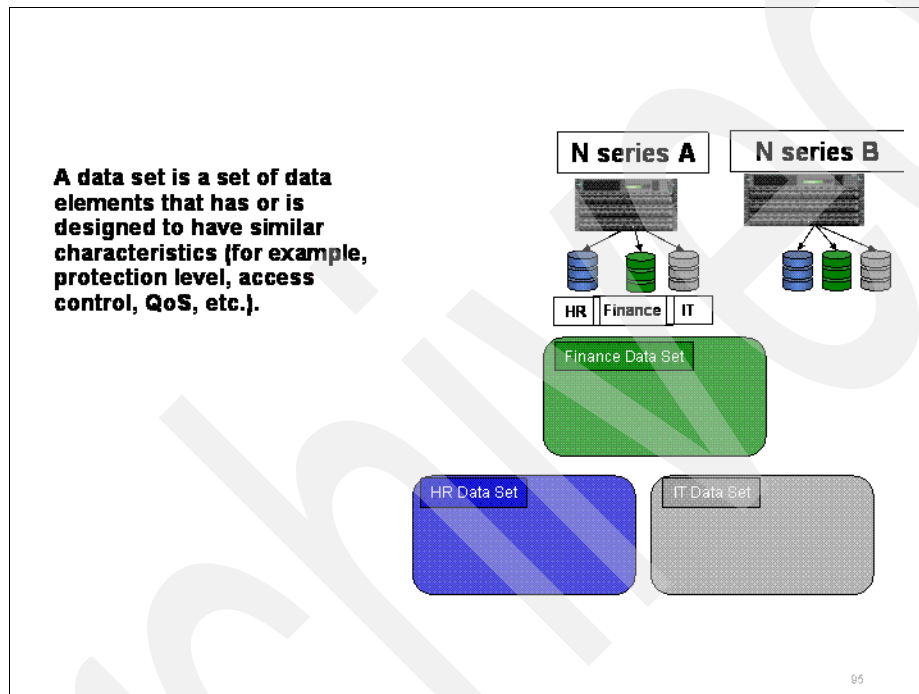 A data set is a set of data
elements that has or is
designed to have similar
characteristics (for example,
protection level, access
control, QoS, etc.).
N series A
N series B
HR Finance IT
Finance Data Set
HR Data Set
IT Data Set
95